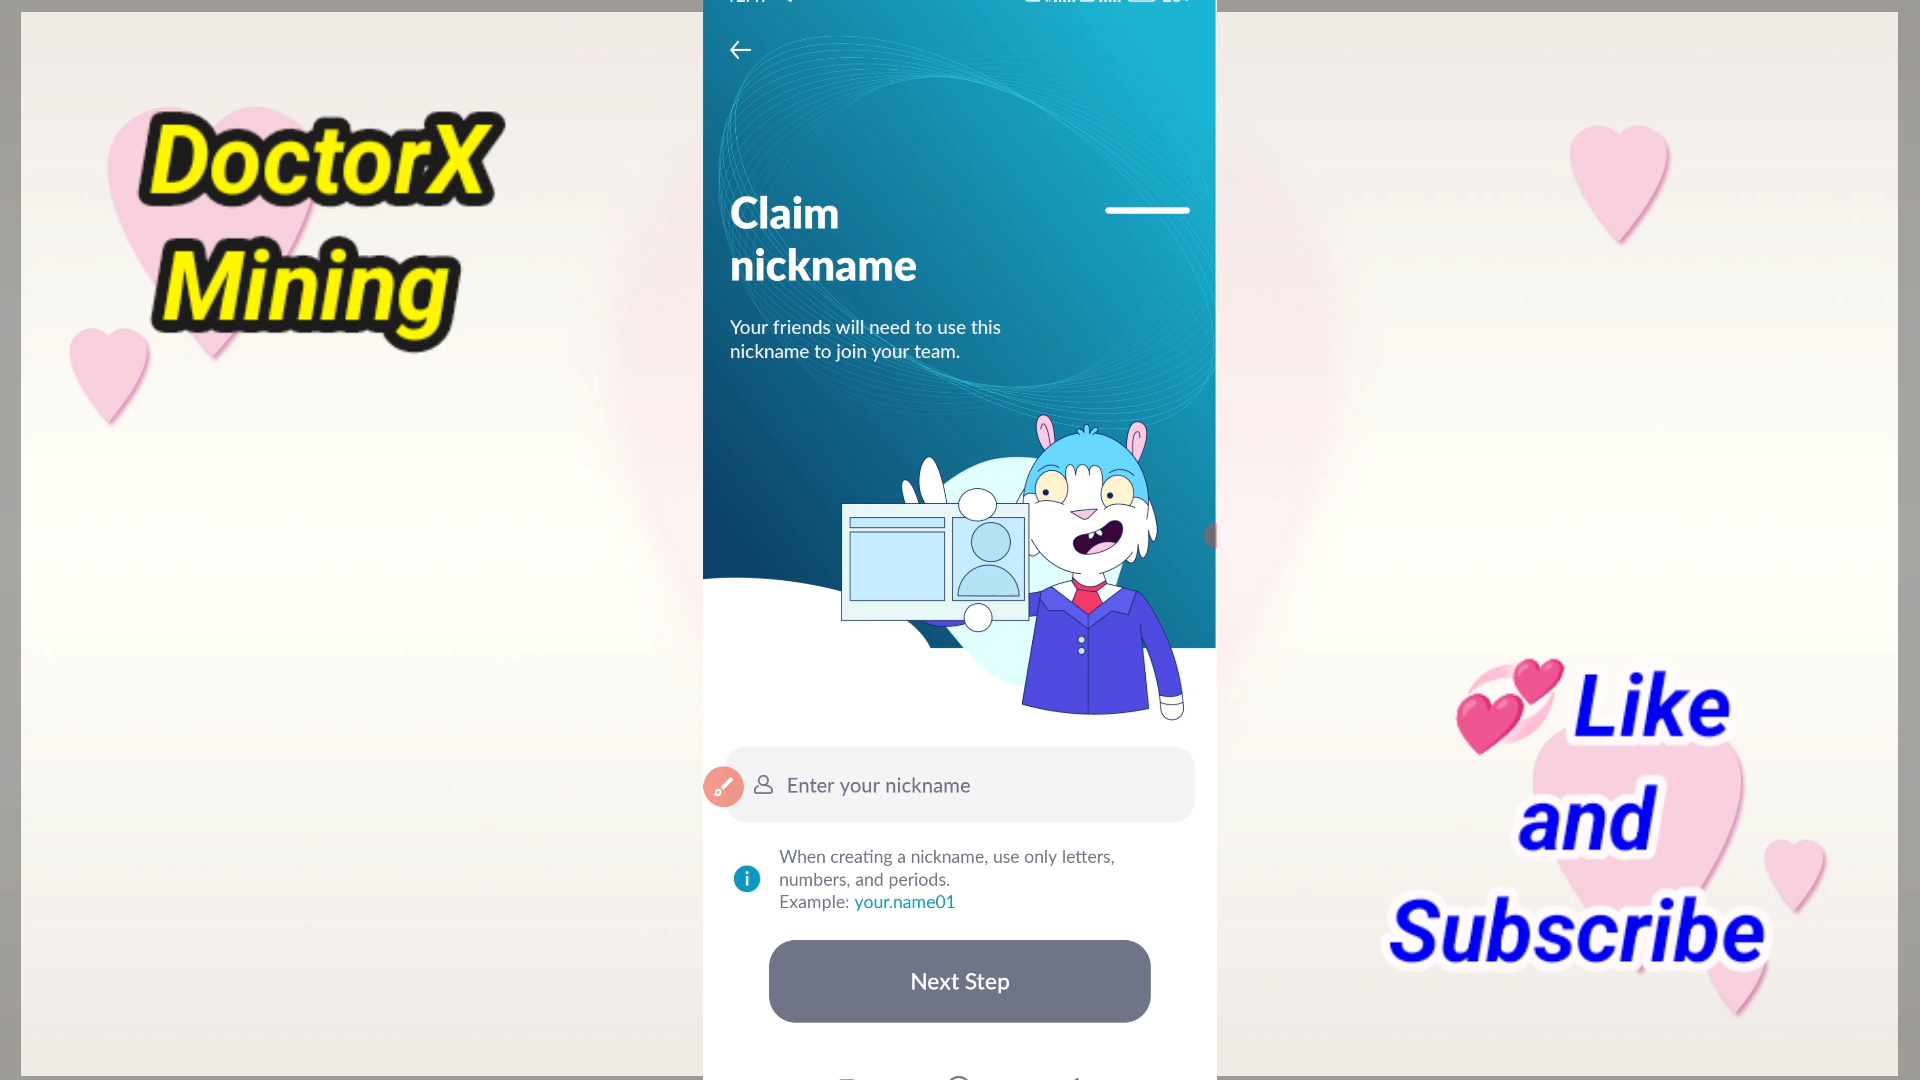 DoctorX
Mining
Claim
nickname
Your friends will need to use this
nickname to join your team.
Enter your nickname
When creating a nickname, use only letters,
numbers, and periods.
Example: your.name01
Next Step
Like
and
Subscribe